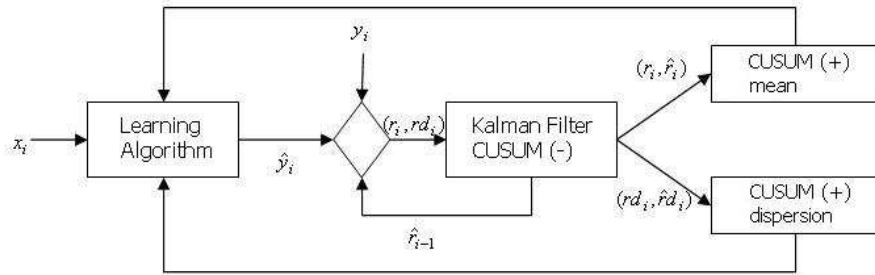 y_i
(r_i, r̂_i)
CUSUM (+)
mean
x_i
Learning
Algorithm
ŷ_i
(r_i, rd_i)
Kalman Filter
CUSUM (-)
(rd_i, r̂d_i)
CUSUM (+)
dispersion
r̂_{i-1}